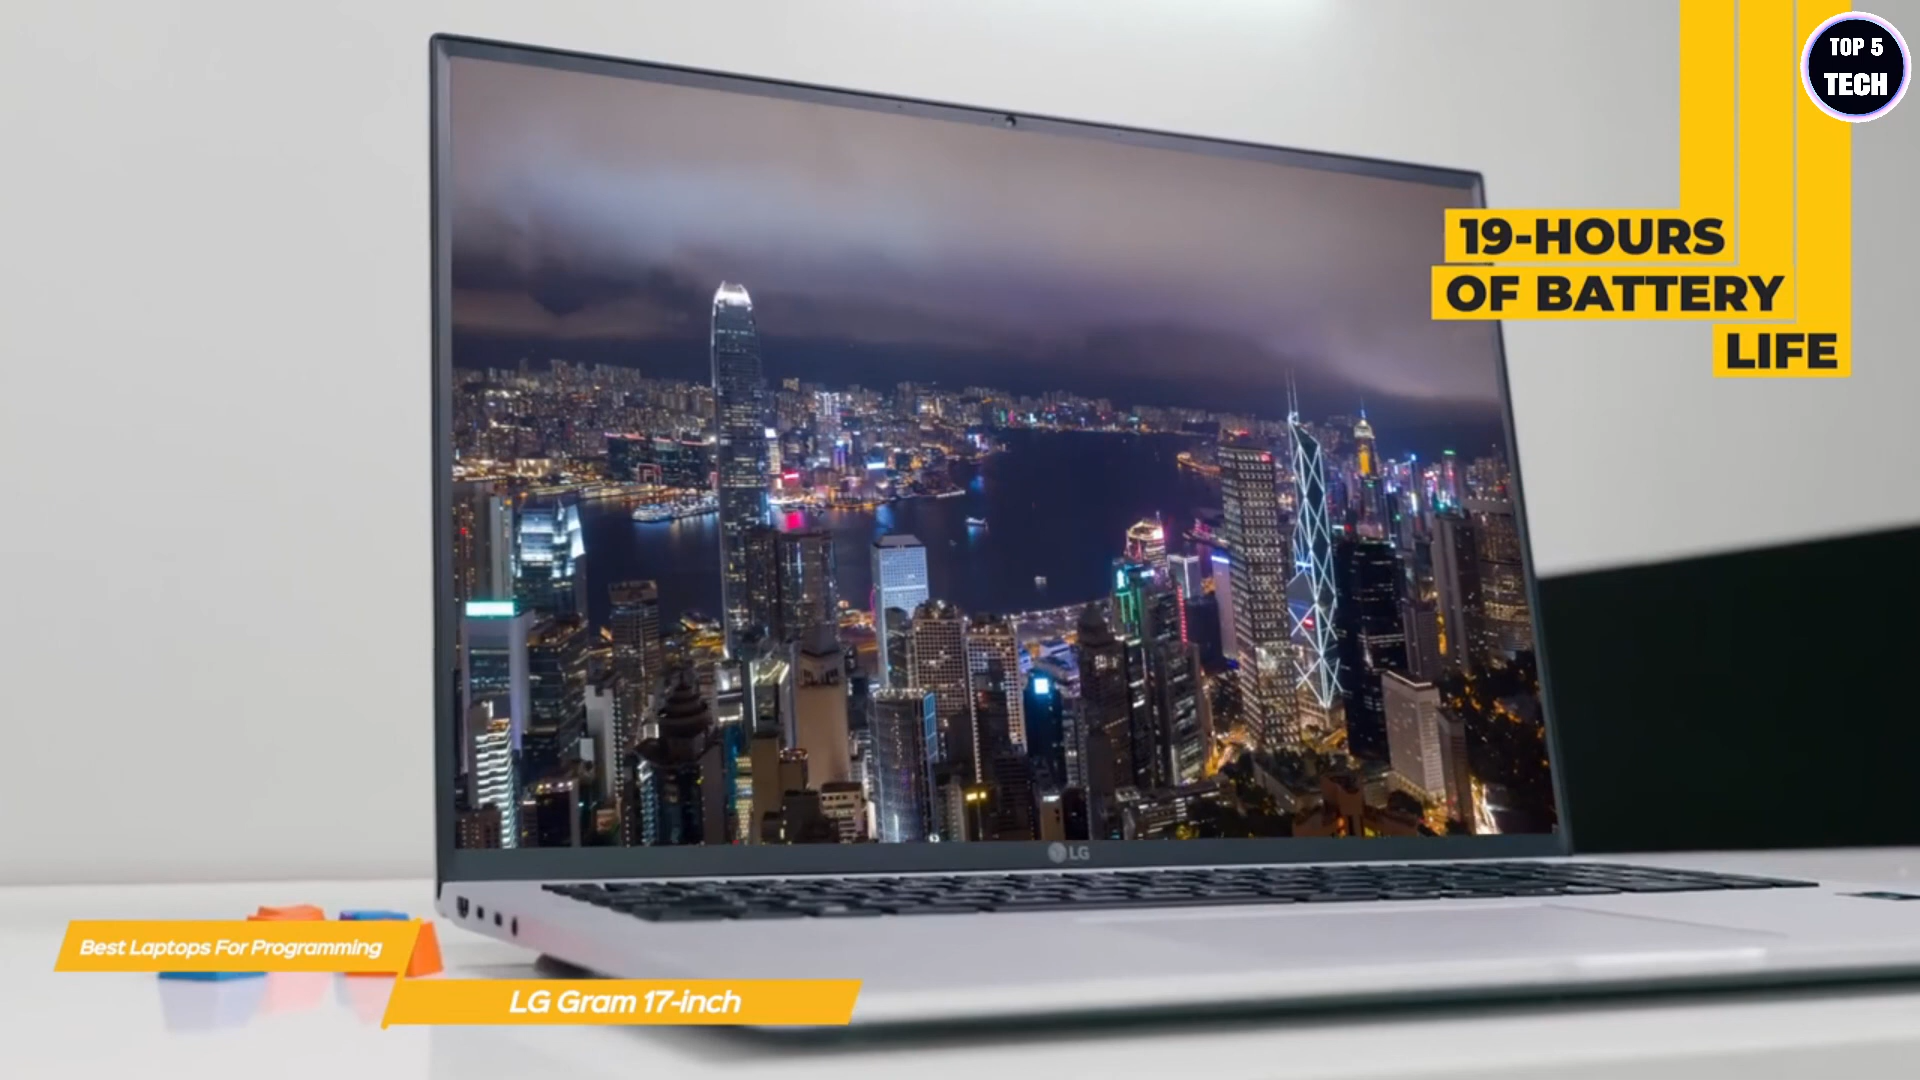 TOP 5
TECH
19-HOURS
OF BATTERY
LIFE
LG
Best Laptops For Programming
LG Gram 17-inch